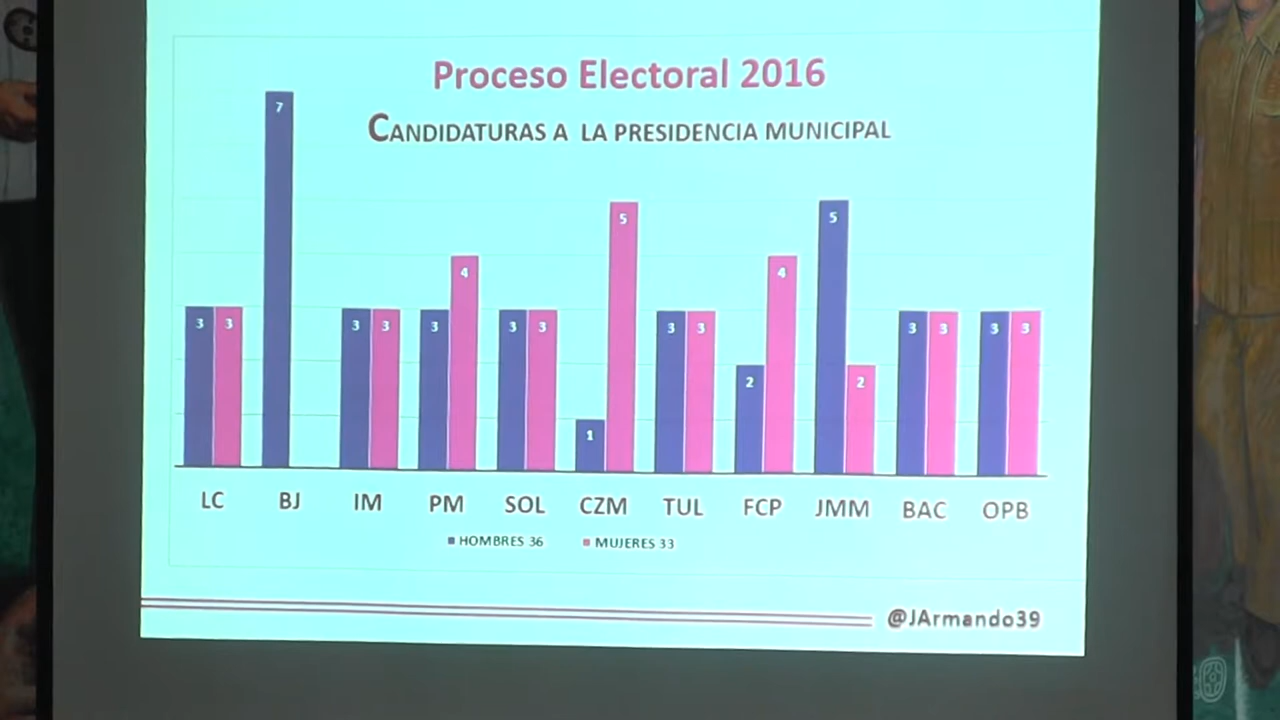 Proceso Electoral 2016
CANDIDATURAS A LA PRESIDENCIA MUNICIPAL
7
5 5
4 4
3 3 3 3 3 3 3 3 3 3 3 3 3
2 2
1
LC BJ IM PM SOL CZM TUL FCP JMM BAC OPB
HOMBRES 36 MUJERES 33
@JArmando39